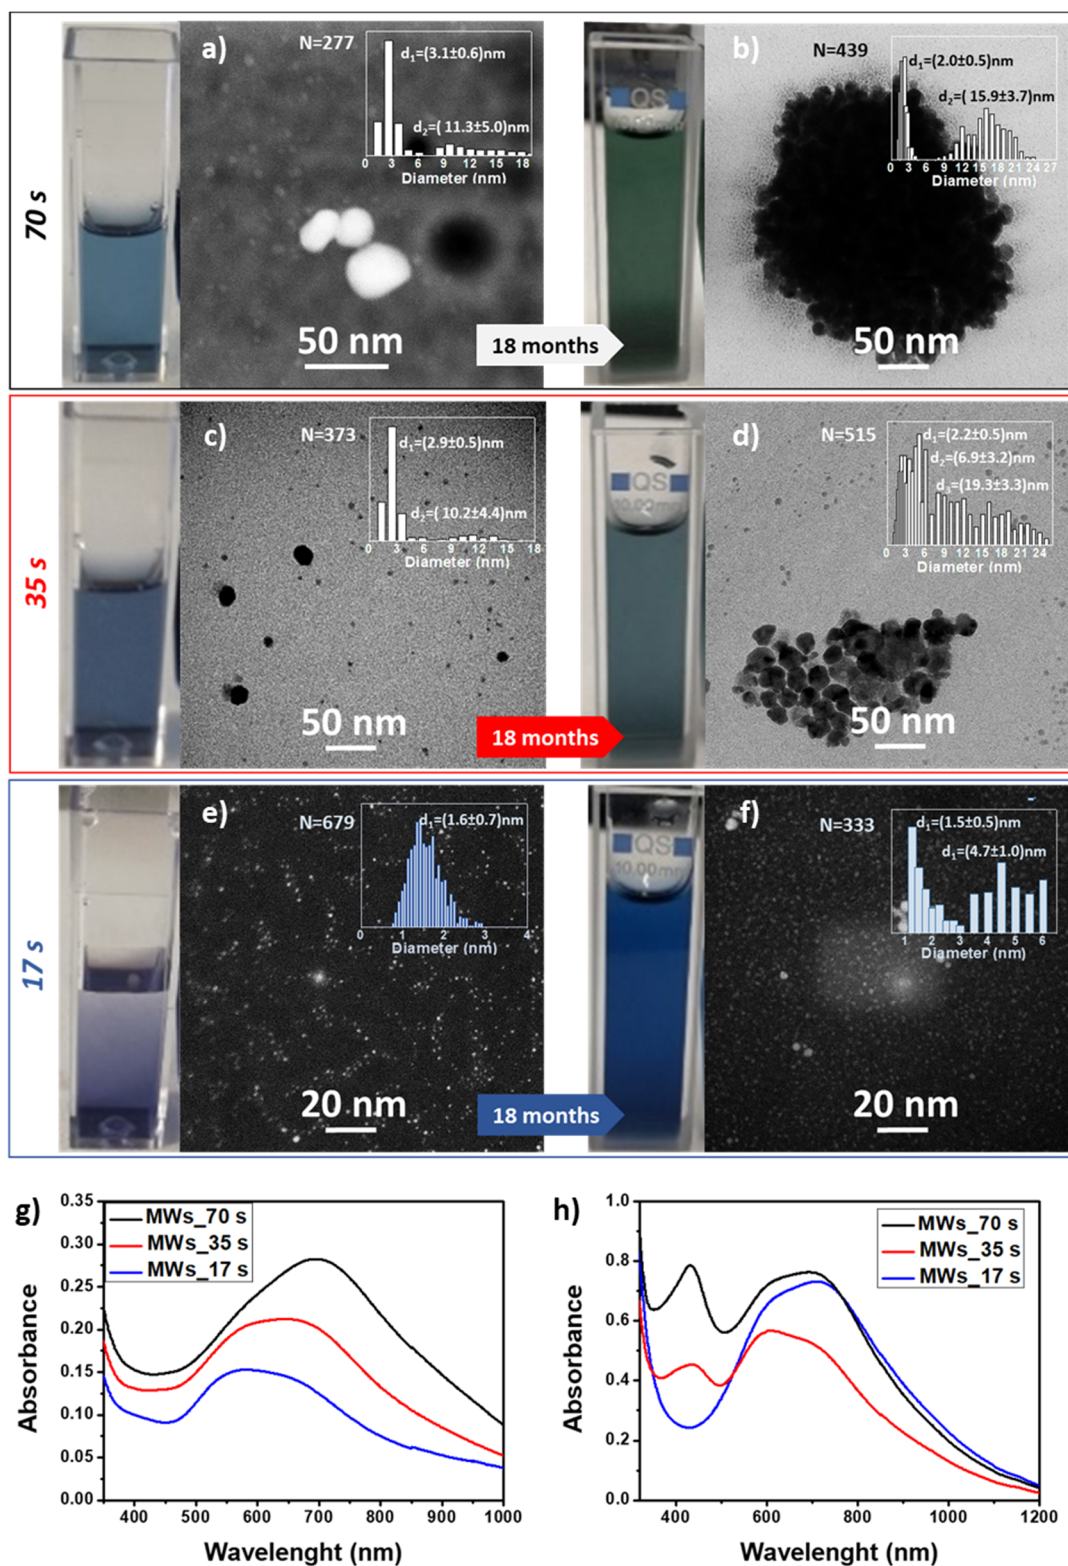 70 s
a)
N=277
d₁=(3.1±0.6)nm
d₂=( 11.3±5.0)nm
0 3 6 9 12 15 18
Diameter (nm)
50 nm
18 months
QS
b)
N=439
d₁=(2.0±0.5)nm
d₂=( 15.9±3.7)nm
0 3 6 9 12 15 18 21 24 27
Diameter (nm)
50 nm
35 s
c)
N=373
d₁=(2.9±0.5)nm
d₂=( 10.2±4.4)nm
0 3 6 9 12 15 18
Diameter (nm)
50 nm
18 months
QS
10.00mm
d)
N=515
d₁=(2.2±0.5)nm
d₂=(6.9±3.2)nm
=(19.3±3.3)nm
0 3 6 9 12 15 18 21 24
Diameter (nm)
50 nm
17 s
e)
N=679
d₁=(1.6±0.7)nm
0 1 2 3 4
Diameter (nm)
20 nm
18 months
QS
10.00mm
f)
N=333
d₁=(1.5±0.5)nm
d₁=(4.7±1.0)nm
1 2 3 4 5 6
Diameter (nm)
20 nm
g)
MWs_70 s
MWs_35 s
MWs_17 s
Absorbance
0.35
0.30
0.25
0.20
0.15
0.10
0.05
0.00
400 500 600 700 800 900 1000
Wavelenght (nm)
h)
MWs_70 s
MWs_35 s
MWs_17 s
Absorbance
1.0
0.8
0.6
0.4
0.2
0.0
400 600 800 1000 1200
Wavelenght (nm)